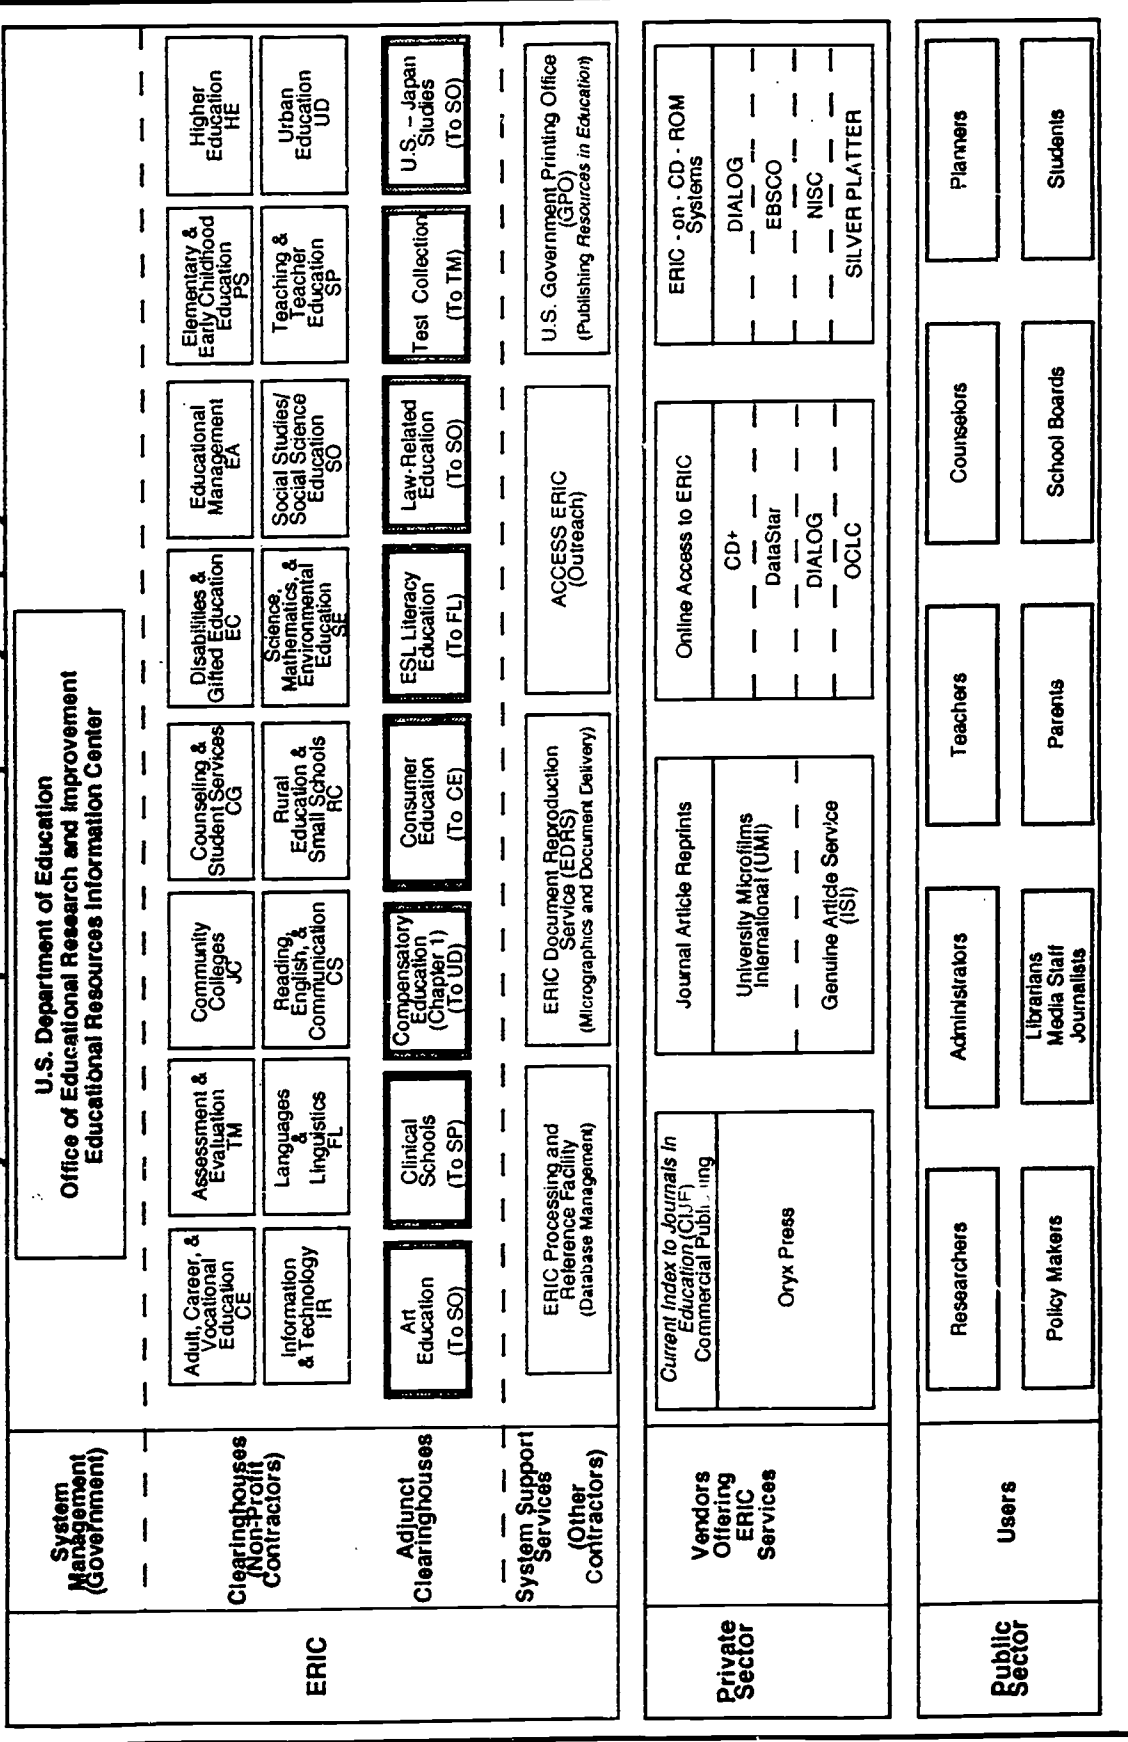 ERIC
System
Management
(Government)
U.S. Department of Education
Office of Educational Research and Improvement
Educational Resources Information Center
Clearinghouses
(Non-Profit
Contractors)
Adult, Career, &
Vocational
Education
CE
Assessment &
Evaluation
TM
Community
Colleges
JC
Counseling &
Student Services
CG
Disabilities &
Gifted Education
EC
Educational
Management
EA
Elementary &
Early Childhood
Education
PS
Higher
Education
HE
Information
& Technology
IR
Languages
&
Linguistics
FL
Reading,
English, &
Communication
CS
Rural
Education &
Small Schools
RC
Science,
Mathematics, &
Environmental
Education
SE
Social Studies/
Social Science
Education
SO
Teaching &
Teacher
Education
SP
Urban
Education
UD
Adjunct
Clearinghouses
Art
Education
(To SO)
Clinical
Schools
(To SP)
Compensatory
Education
(Chapter 1)
(To UD)
Consumer
Education
(To CE)
ESL Literacy
Education
(To FL)
Law-Related
Education
(To SO)
Test Collection
(To TM)
U.S. - Japan
Studies
(To SO)
System Support
Services
(Other
Contractors)
ERIC Processing and
Reference Facility
(Database Management)
ERIC Document Reproduction
Service (EDRS)
(Micrographics and Document Delivery)
ACCESS ERIC
(Outreach)
U.S. Government Printing Office
(GPO)
(Publishing Resources in Education)
Private
Sector
Vendors
Offering
ERIC
Services
Current Index to Journals in
Education
Commercial
Oryx Press
Journal Article Reprints
University Microfilms
International (UMI)
Genuine Article Service
(ISI)
Online Access to ERIC
CD+
DataStar
DIALOG
OCLC
ERIC - on - CD - ROM
Systems
DIALOG
EBSCO
NISC
SILVER PLATTER
Public
Sector
Users
Researchers
Administrators
Teachers
Counselors
Planners
Policy Makers
Librarians
Media Staff
Journalists
Parents
School Boards
Students